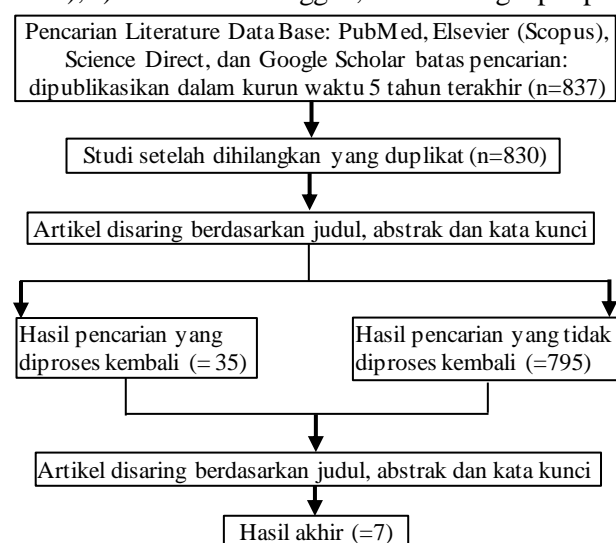 Pencarian Literature Data Base: PubMed, Elsevier (Scopus),
Science Direct, dan Google Scholar batas pencarian:
dipublikasikan dalam kurun waktu 5 tahun terakhir (n=837)
Studi setelah dihilangkan yang duplikat (n=830)
Artikel disaring berdasarkan judul, abstrak dan kata kunci
Hasil pencarian yang
diproses kembali (= 35)
Hasil pencarian yang tidak
diproses kembali (=795)
Artikel disaring berdasarkan judul, abstrak dan kata kunci
Hasil akhir (=7)